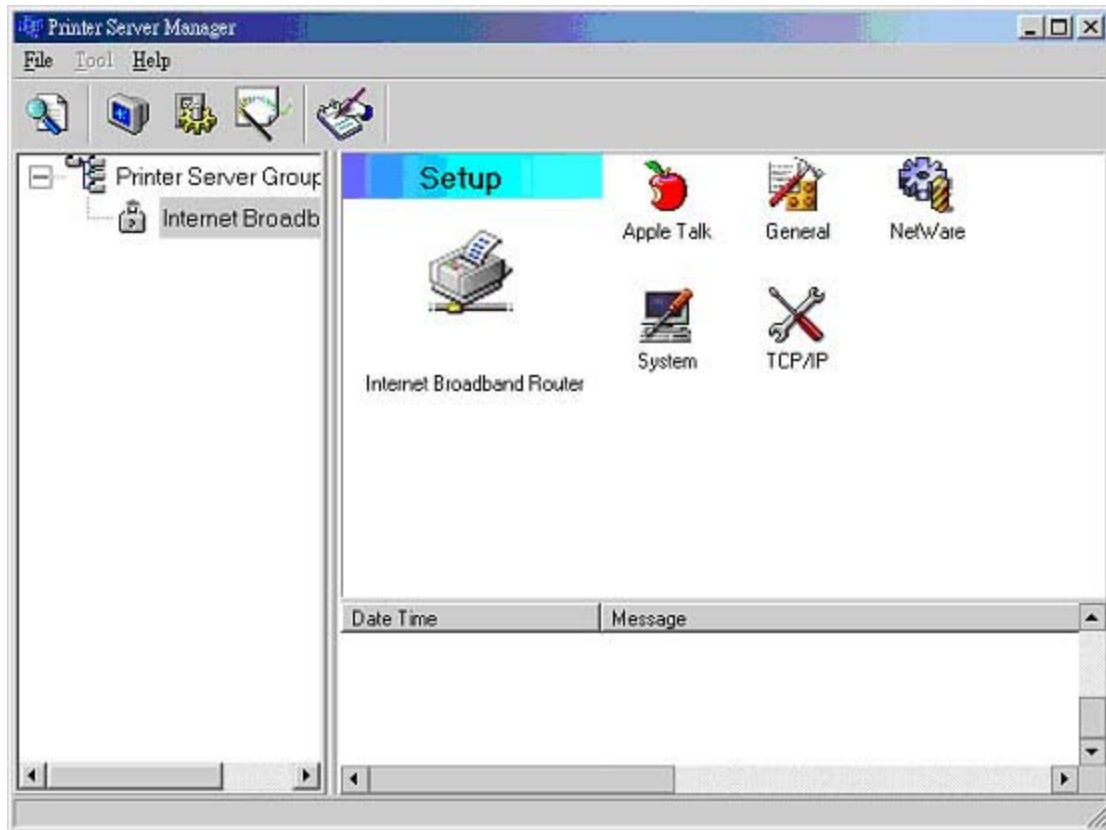 Printer Server Manager
File Tool Help
Printer Server Group
Internet Broadb
Setup
Internet Broadband Router
Apple Talk
General
NetWare
System
TCP/IP
Date Time
Message